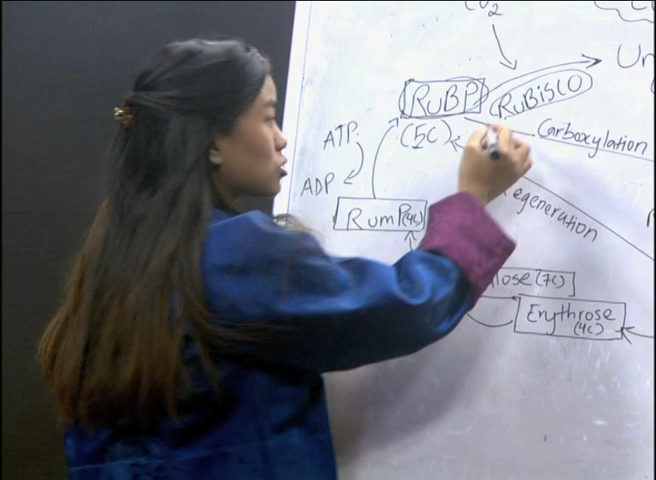 CO2
Un
RuBP
RuBisCO
(5C)
Carboxylation
ATP
ADP
RumP(4C)
egeneration
lose (7C)
Erythrose
(4C)